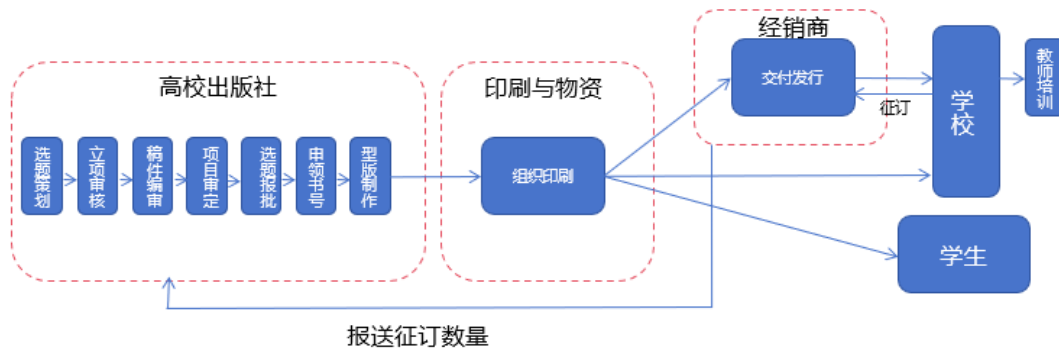 经销商
高校出版社
印刷与物资
交付发行
征订
学校
教师培训
选题策划
立项审核
稿件编审
项目审定
选题报批
申领书号
型版制作
组织印刷
学生
报送征订数量